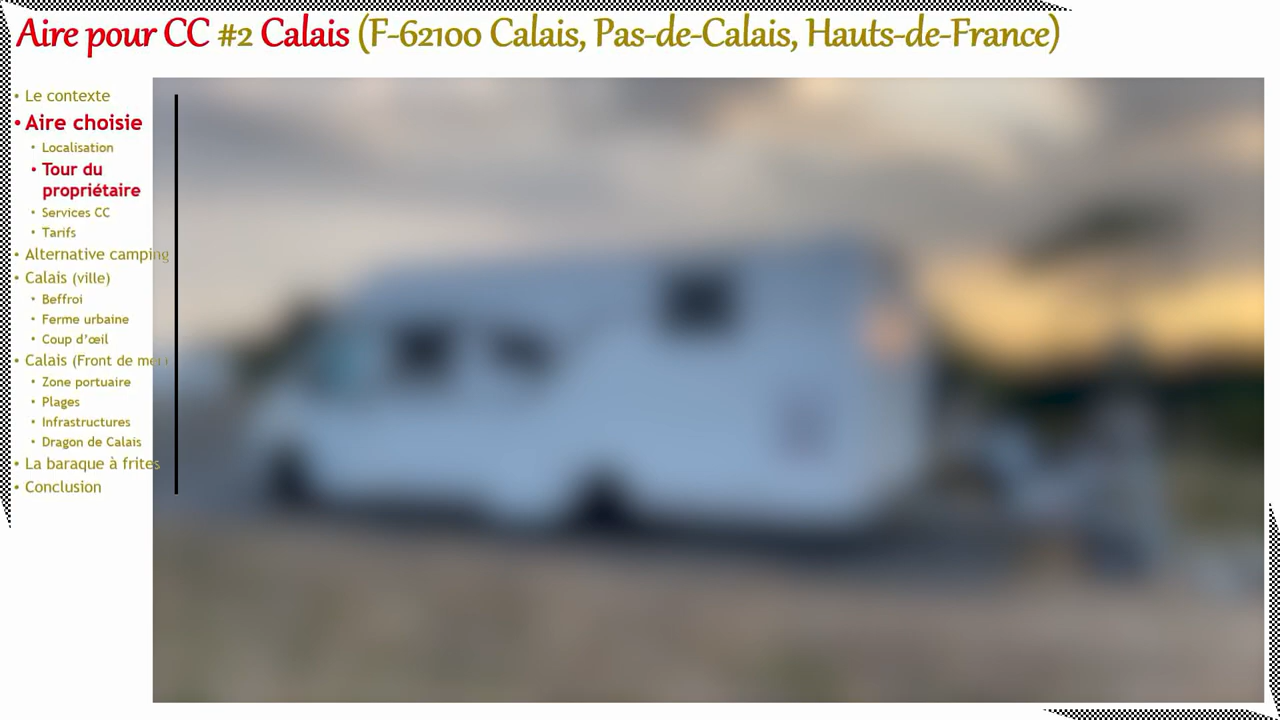 Aire pour CC #2 Calais (F-62100 Calais, Pas-de-Calais, Hauts-de-France)
• Le contexte
• Aire choisie
• Localisation
• Tour du
propriétaire
• Services CC
• Tarifs
• Alternative camping
• Calais (ville)
• Beffroi
• Ferme urbaine
• Coup d'œil
• Calais (Front de mer)
• Zone portuaire
• Plages
• Infrastructures
• Dragon de Calais
• La baraque à frites
• Conclusion